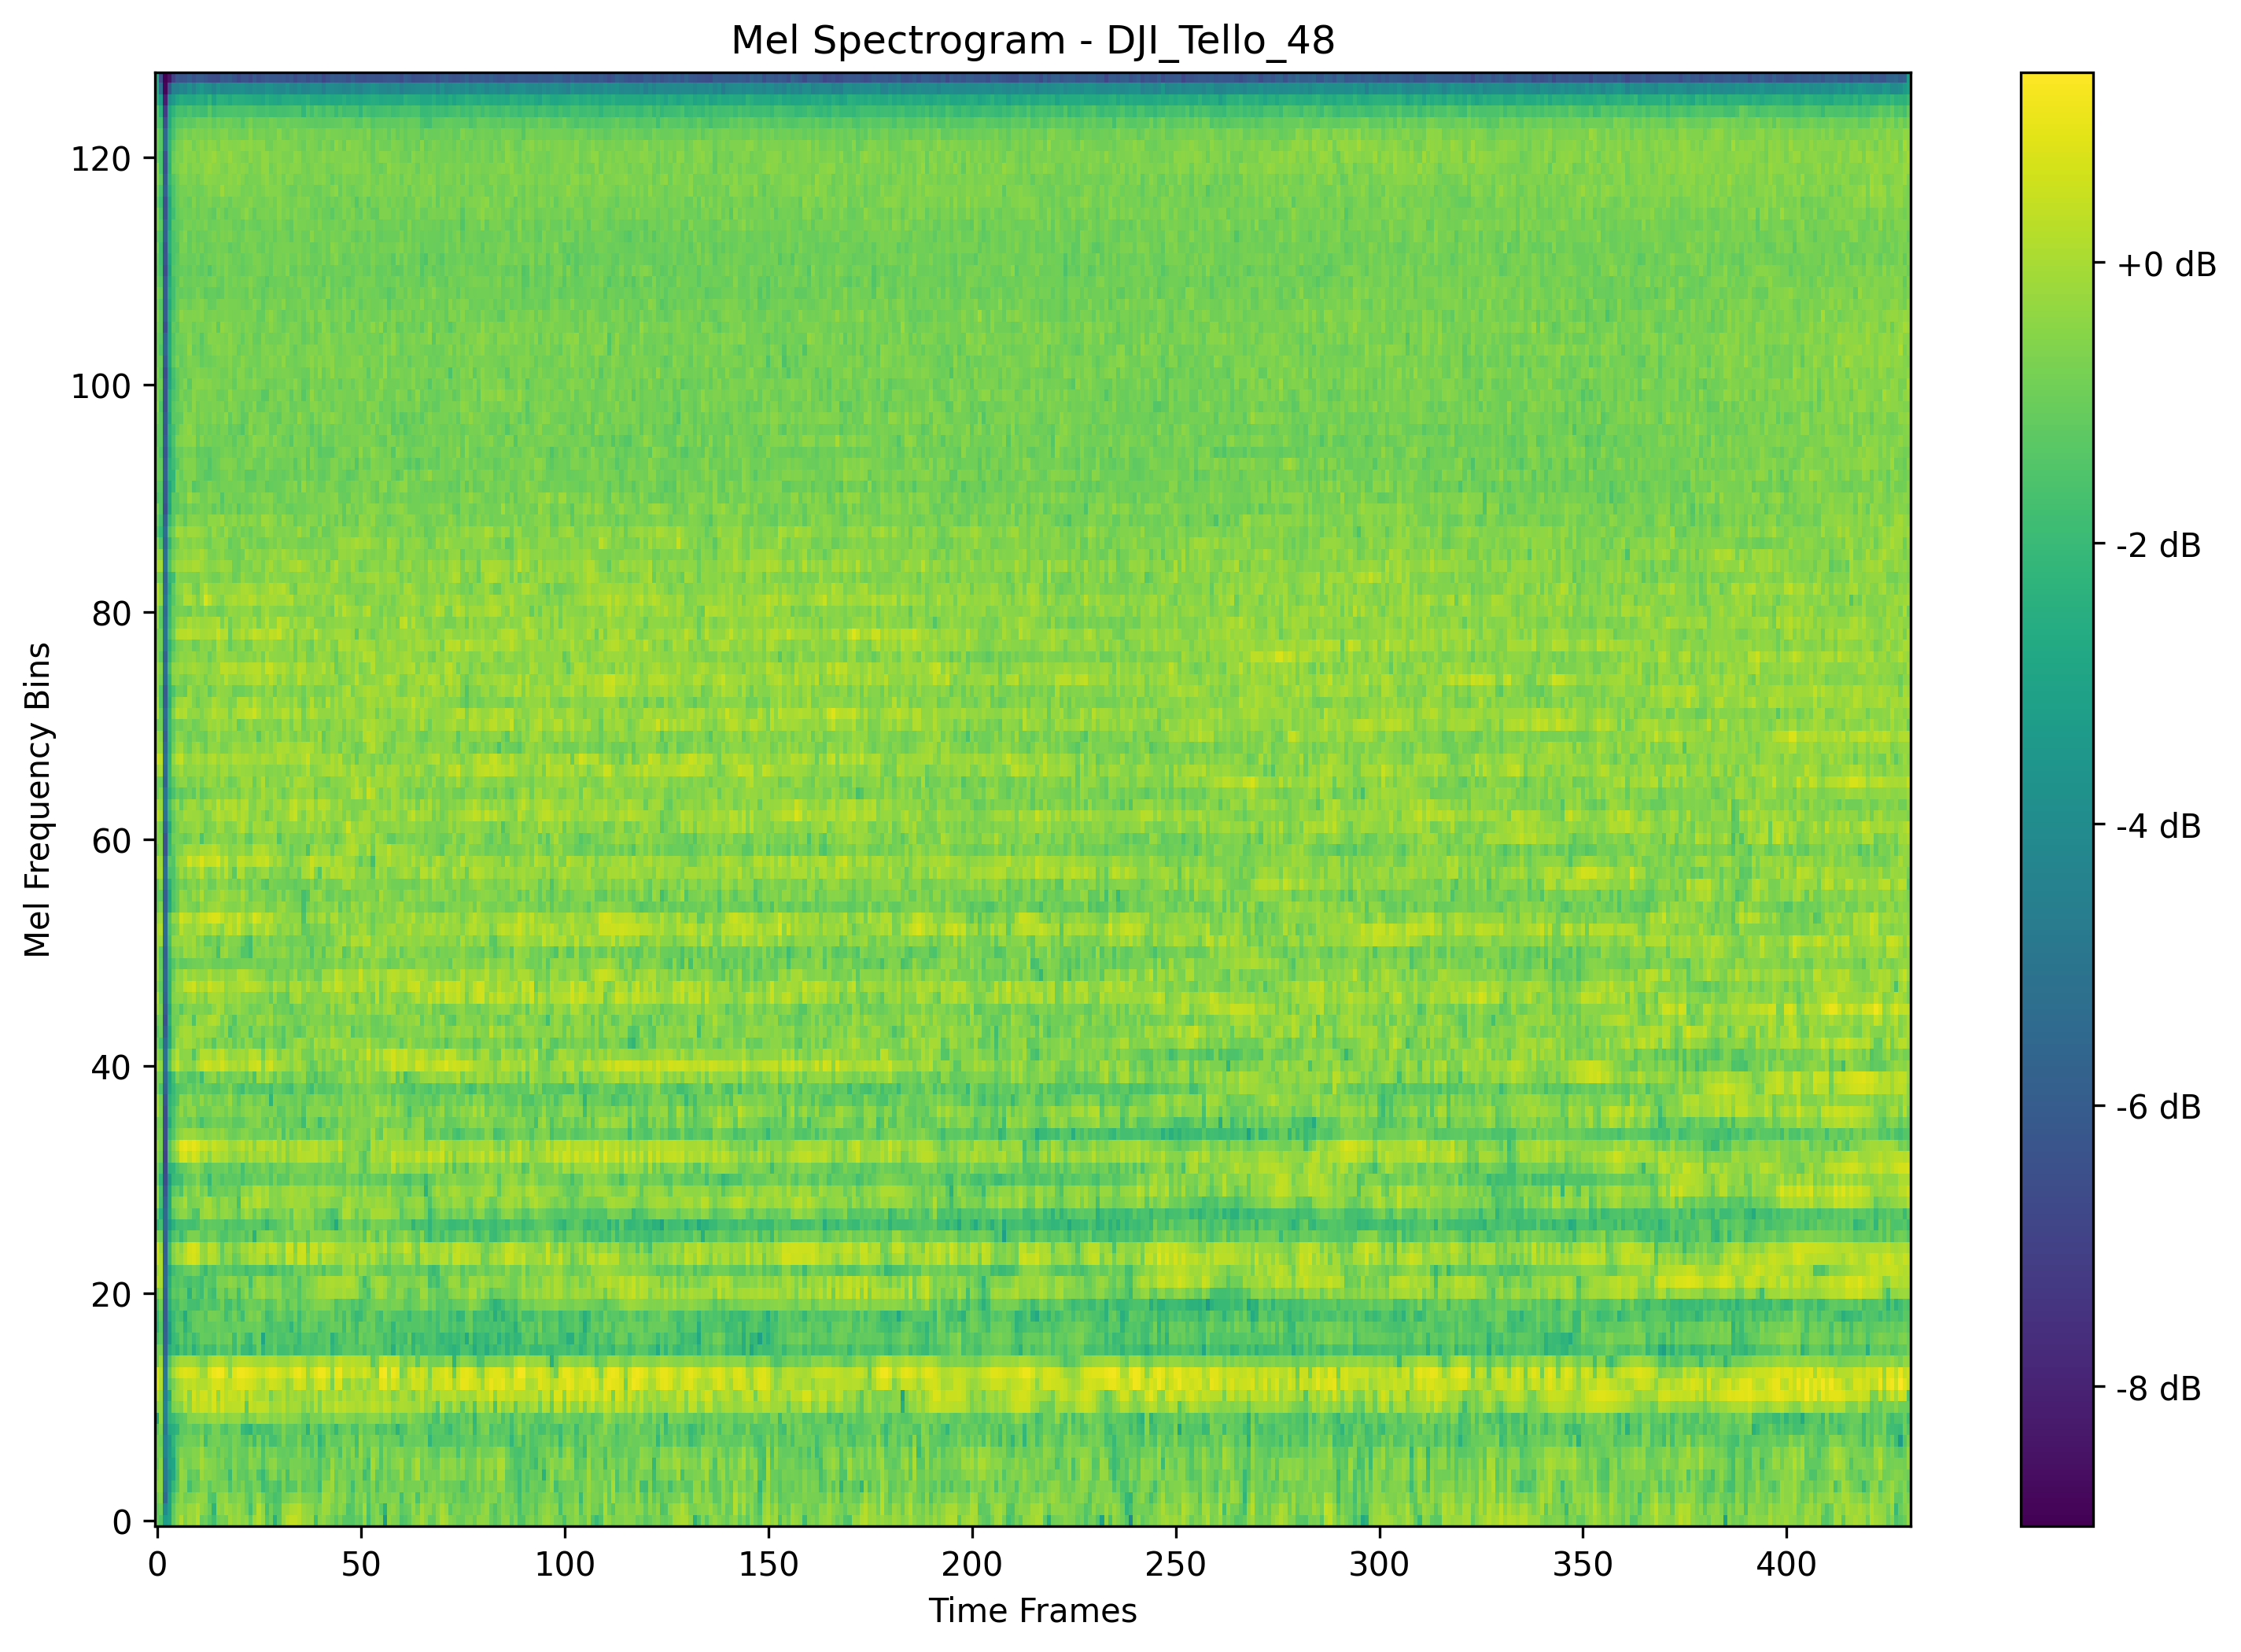 Mel Spectrogram - DJI_Tello_48
120
100
80
60
40
20
0
Mel Frequency Bins
0 50 100 150 200 250 300 350 400
Time Frames
+0 dB
-2 dB
-4 dB
-6 dB
-8 dB